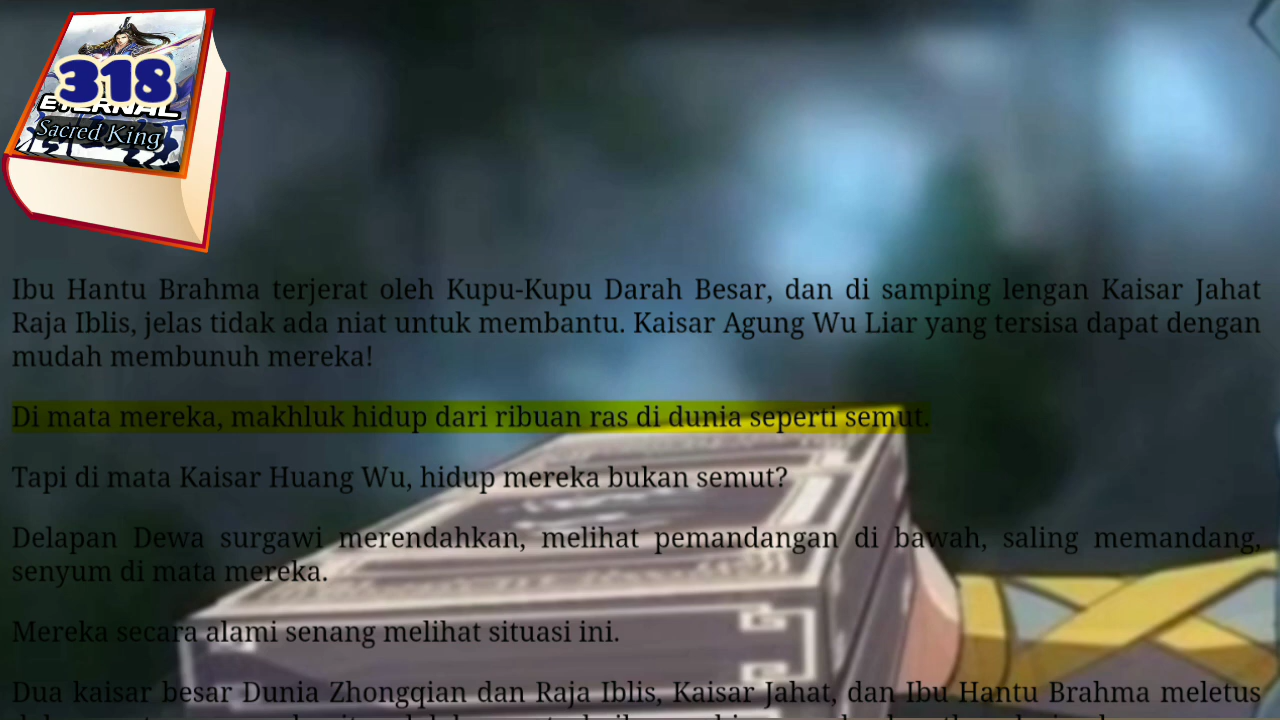 318
ETERNAL
Sacred King
Ibu Hantu Brahma terjerat oleh Kupu-Kupu Darah Besar, dan di samping lengan Kaisar Jahat
Raja Iblis, jelas tidak ada niat untuk membantu. Kaisar Agung Wu Liar yang tersisa dapat dengan
mudah membunuh mereka!
Di mata mereka, makhluk hidup dari ribuan ras di dunia seperti semut.
Tapi di mata Kaisar Huang Wu, hidup mereka bukan semut?
Delapan Dewa surgawi merendahkan, melihat pemandangan di bawah, saling memandang,
senyum di mata mereka.
Mereka secara alami senang melihat situasi ini.
Dua kaisar besar Dunia Zhongqian dan Raja Iblis, Kaisar Jahat, dan Ibu Hantu Brahma meletus